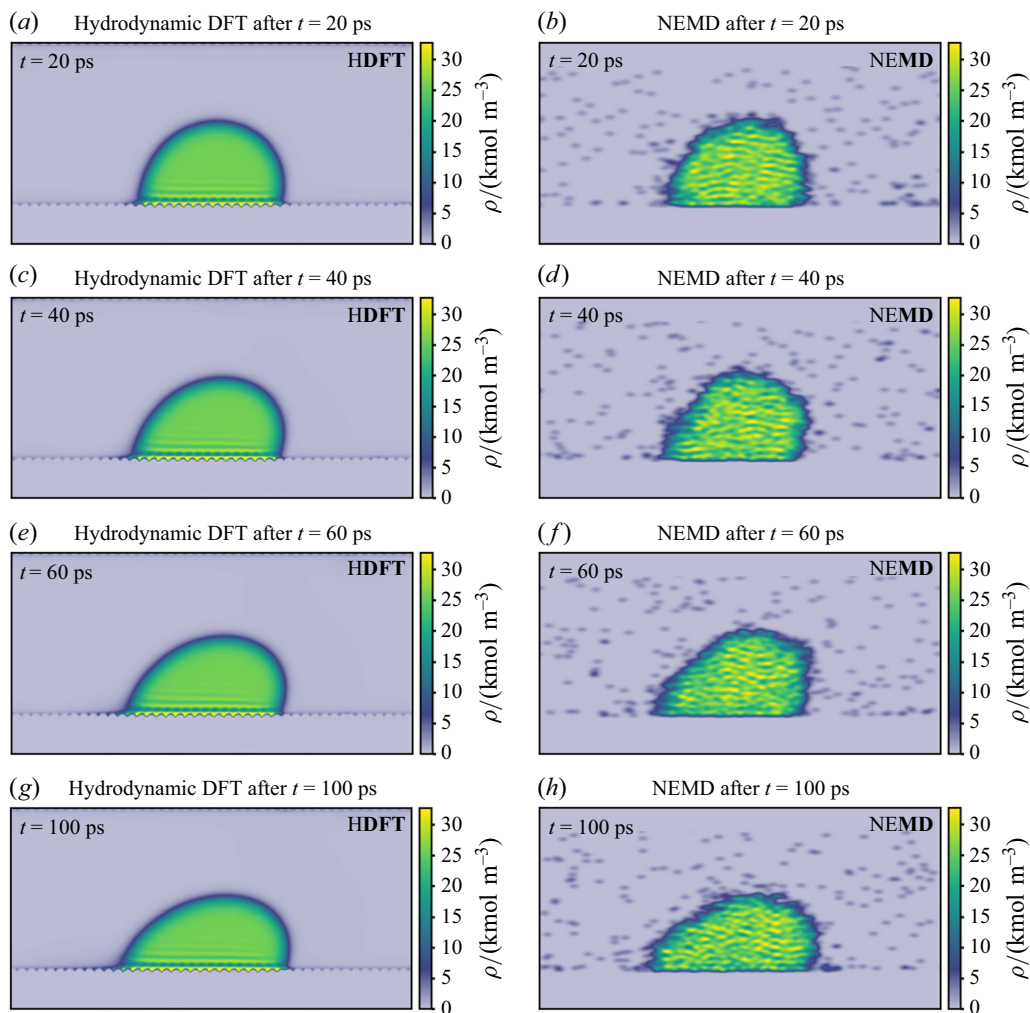 (a) Hydrodynamic DFT after t = 20 ps
t = 20 ps HDFT
30
25
20
15
10
5
0
ρ/(kmol m−3)
(b) NEMD after t = 20 ps
t = 20 ps NEMD
30
25
20
15
10
5
0
ρ/(kmol m−3)
(c) Hydrodynamic DFT after t = 40 ps
t = 40 ps HDFT
30
25
20
15
10
5
0
ρ/(kmol m−3)
(d) NEMD after t = 40 ps
t = 40 ps NEMD
30
25
20
15
10
5
0
ρ/(kmol m−3)
(e) Hydrodynamic DFT after t = 60 ps
t = 60 ps HDFT
30
25
20
15
10
5
0
ρ/(kmol m−3)
(f) NEMD after t = 60 ps
t = 60 ps NEMD
30
25
20
15
10
5
0
ρ/(kmol m−3)
(g) Hydrodynamic DFT after t = 100 ps
t = 100 ps HDFT
30
25
20
15
10
5
0
ρ/(kmol m−3)
(h) NEMD after t = 100 ps
t = 100 ps NEMD
30
25
20
15
10
5
0
ρ/(kmol m−3)